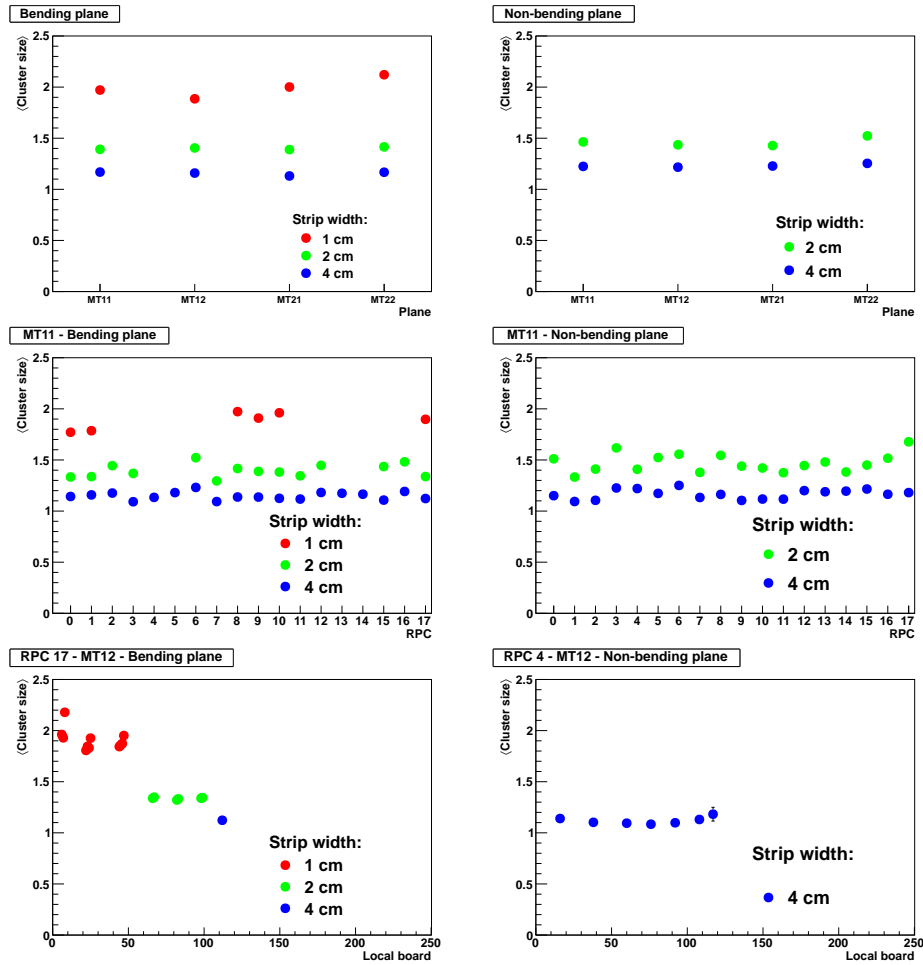 Bending plane
⟨Cluster size⟩
2.5
2
1.5
1
0.5
0
Strip width:
1 cm
2 cm
4 cm
MT11 MT12 MT21 MT22
Plane
Non-bending plane
⟨Cluster size⟩
2.5
2
1.5
1
0.5
0
Strip width:
2 cm
4 cm
MT11 MT12 MT21 MT22
Plane
MT11 - Bending plane
⟨Cluster size⟩
2.5
2
1.5
1
0.5
0
Strip width:
1 cm
2 cm
4 cm
0 1 2 3 4 5 6 7 8 9 10 11 12 13 14 15 16 17
RPC
MT11 - Non-bending plane
⟨Cluster size⟩
2.5
2
1.5
1
0.5
0
Strip width:
2 cm
4 cm
0 1 2 3 4 5 6 7 8 9 10 11 12 13 14 15 16 17
RPC
RPC 17 - MT12 - Bending plane
⟨Cluster size⟩
2.5
2
1.5
1
0.5
0
Strip width:
1 cm
2 cm
4 cm
0 50 100 150 200 250
Local board
RPC 4 - MT12 - Non-bending plane
⟨Cluster size⟩
2.5
2
1.5
1
0.5
0
Strip width:
4 cm
0 50 100 150 200 250
Local board